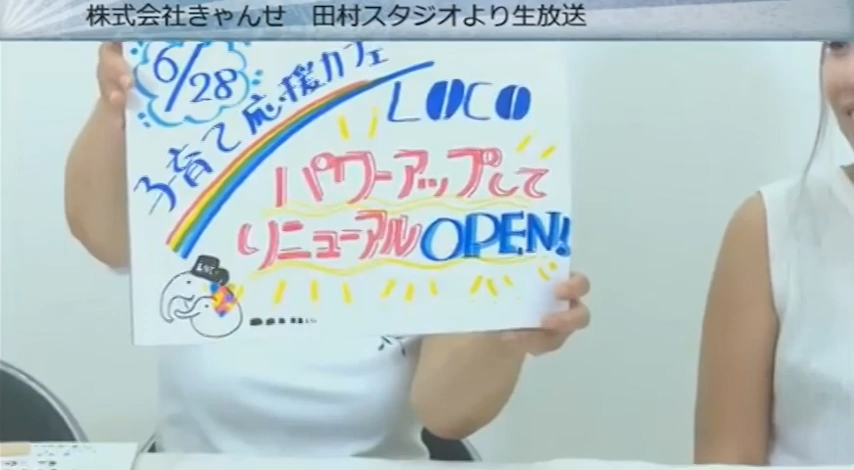 株式会社きゃんせ 田村スタジオより生放送
6/28
子育て応援カフェ
LOCO
パワーアップして
リニューアルOPEN!